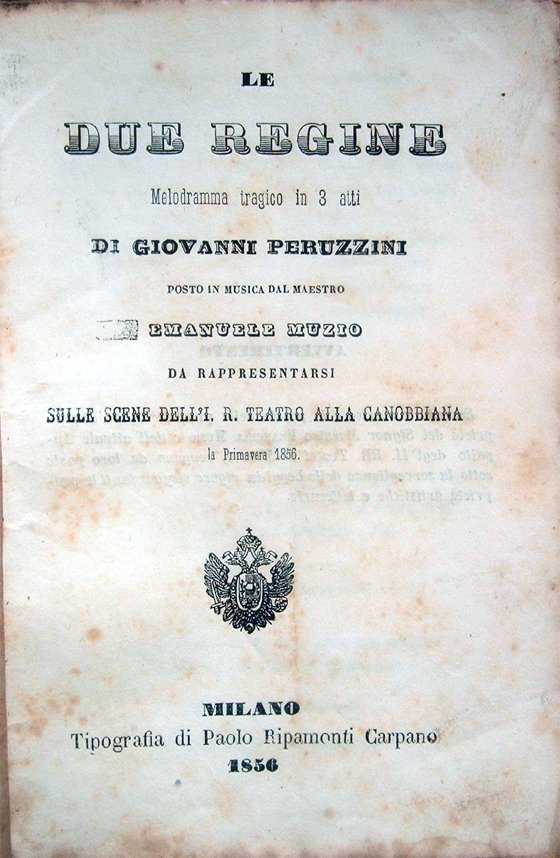 LE
DUE REGINE
Melodramma tragico in 3 atti
DI GIOVANNI PERUZZINI
POSTO IN MUSICA DAL MAESTRO
EMANUELE MUZIO
DA RAPPRESENTARSI
SULLE SCENE DELL'I. R. TEATRO ALLA CANOBBIANA
la Primavera 1856.
MILANO
Tipografia di Paolo Ripamonti Carpano
1856